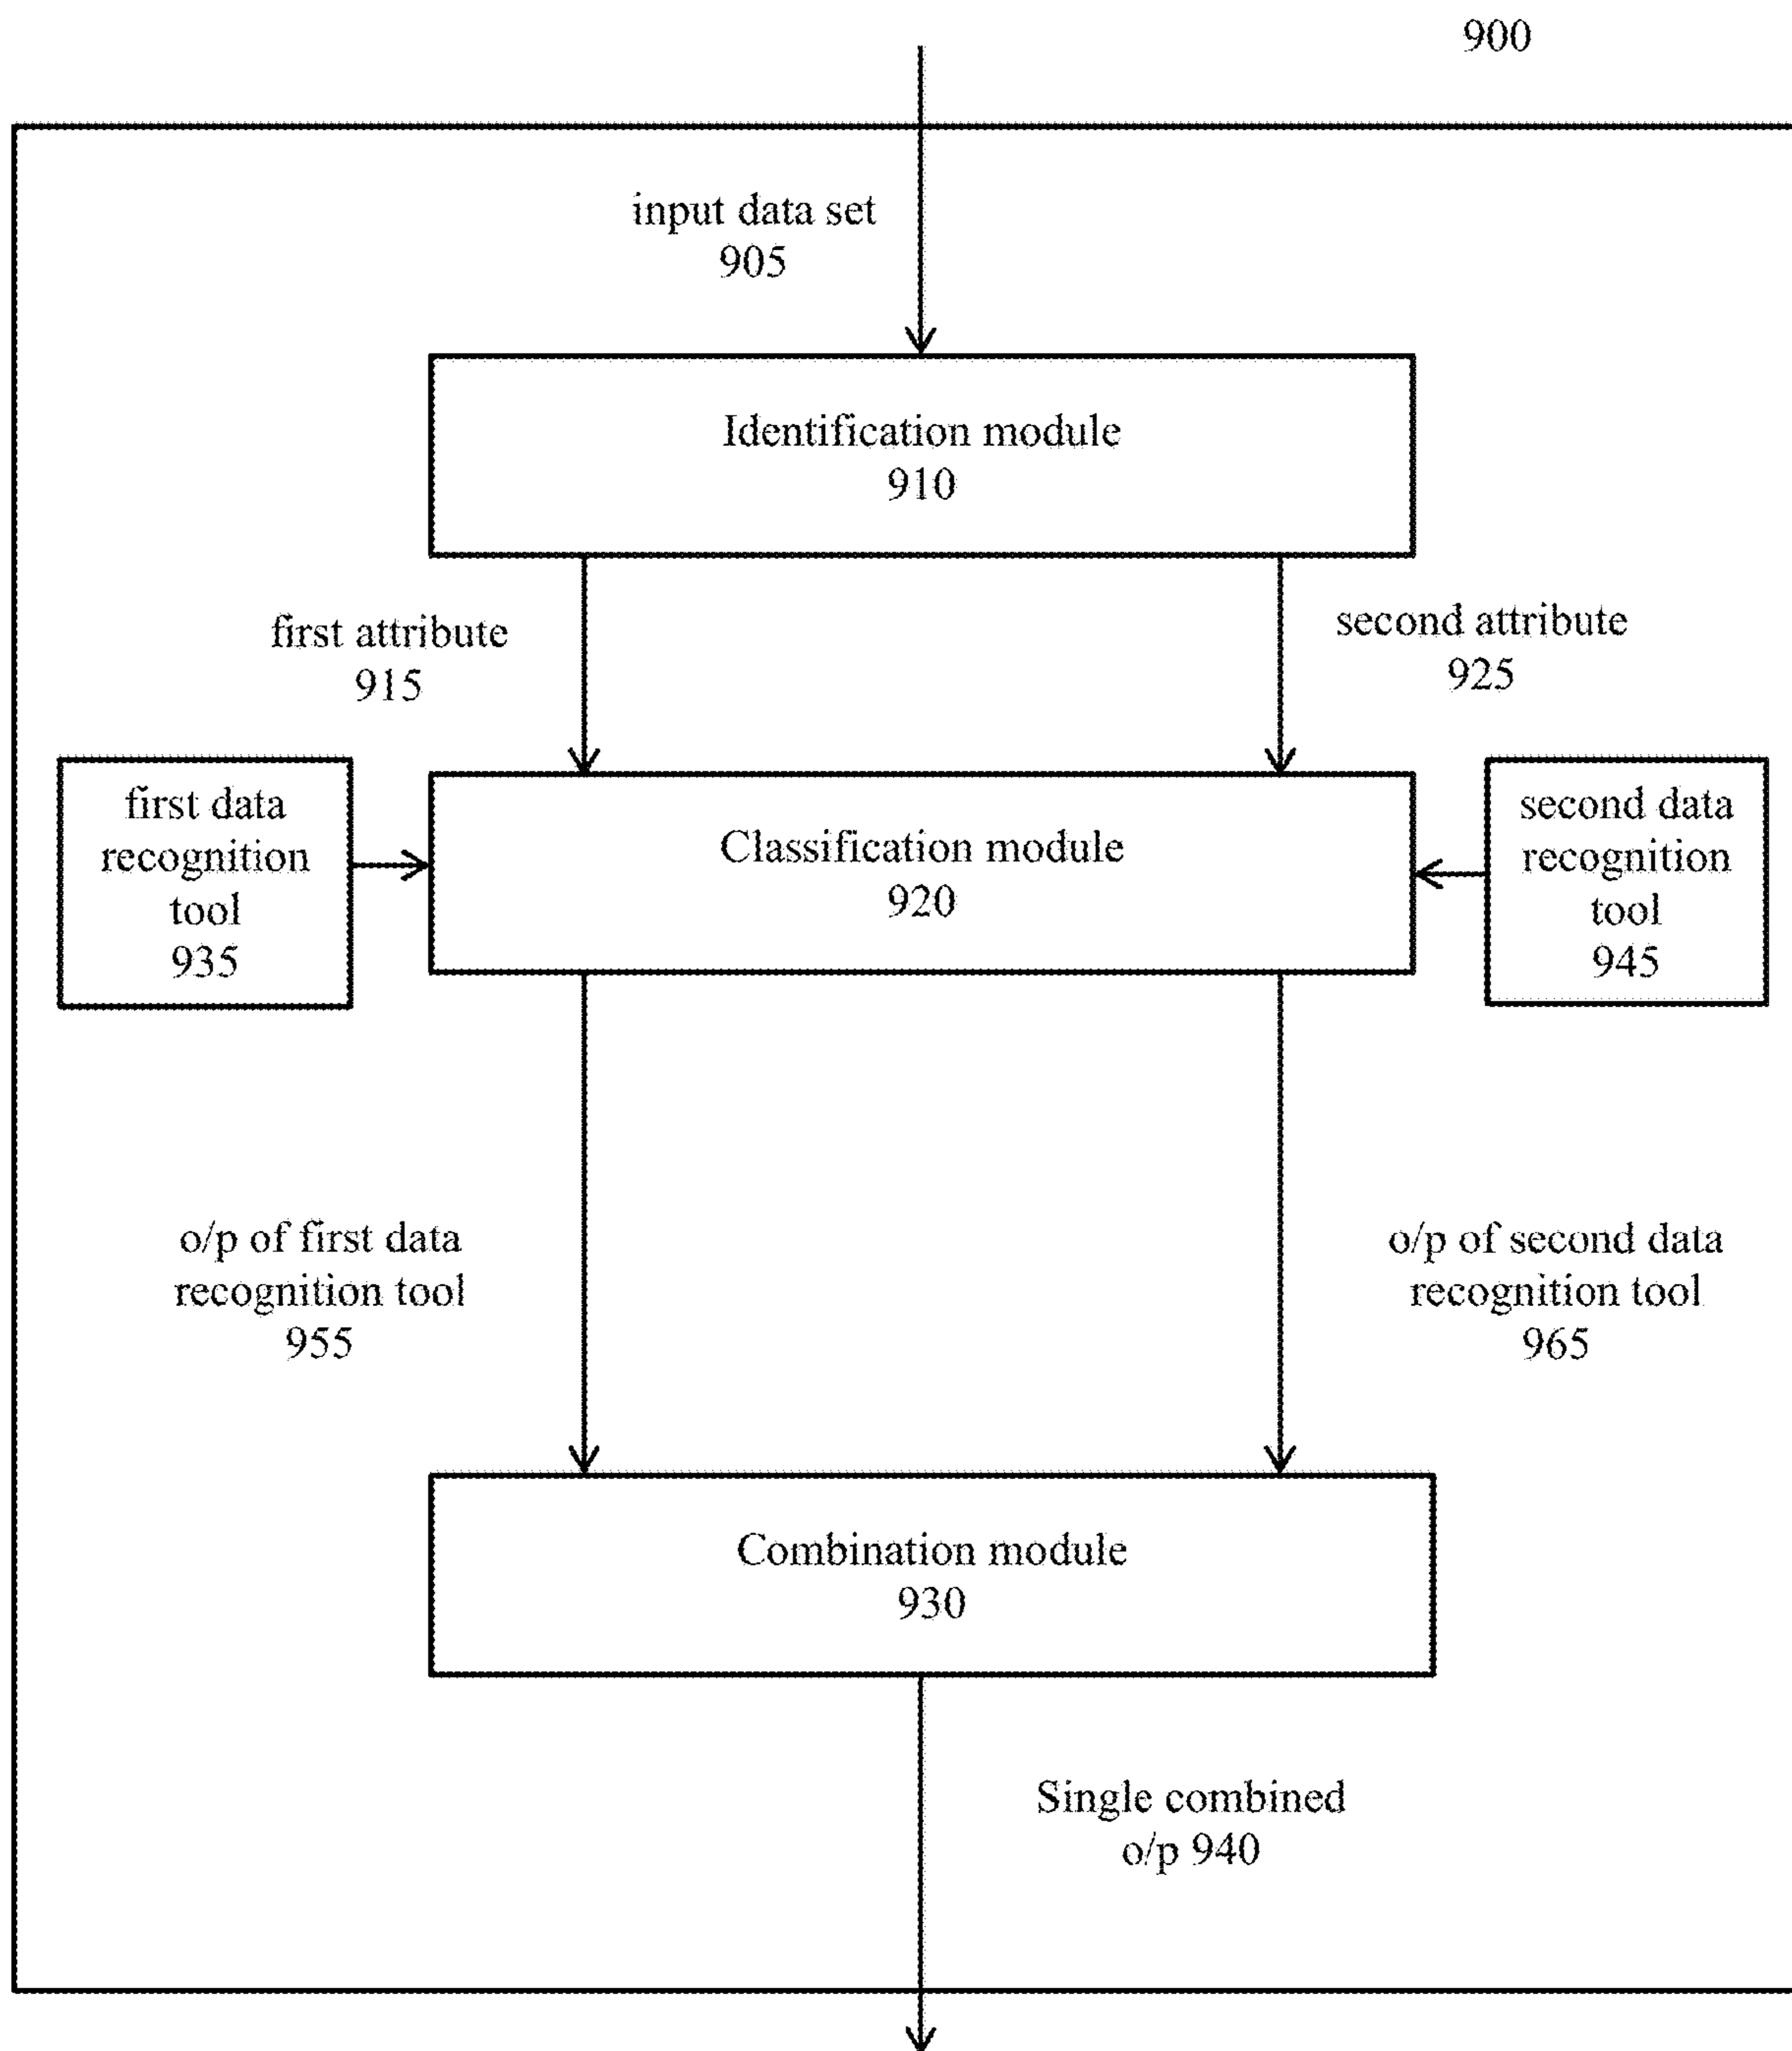 900
input data set
905
Identification module
910
first attribute
915
second attribute
925
first data
recognition
tool
935
Classification module
920
second data
recognition
tool
945
o/p of first data
recognition tool
955
o/p of second data
recognition tool
965
Combination module
930
Single combined
o/p 940